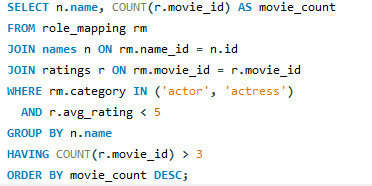 SELECT n.name, COUNT(r.movie_id) AS movie_count
FROM role_mapping rm
JOIN names n ON rm.name_id = n.id
JOIN ratings r ON rm.movie_id = r.movie_id
WHERE rm.category IN ('actor', 'actress')
  AND r.avg_rating < 5
GROUP BY n.name
HAVING COUNT(r.movie_id) > 3
ORDER BY movie_count DESC;